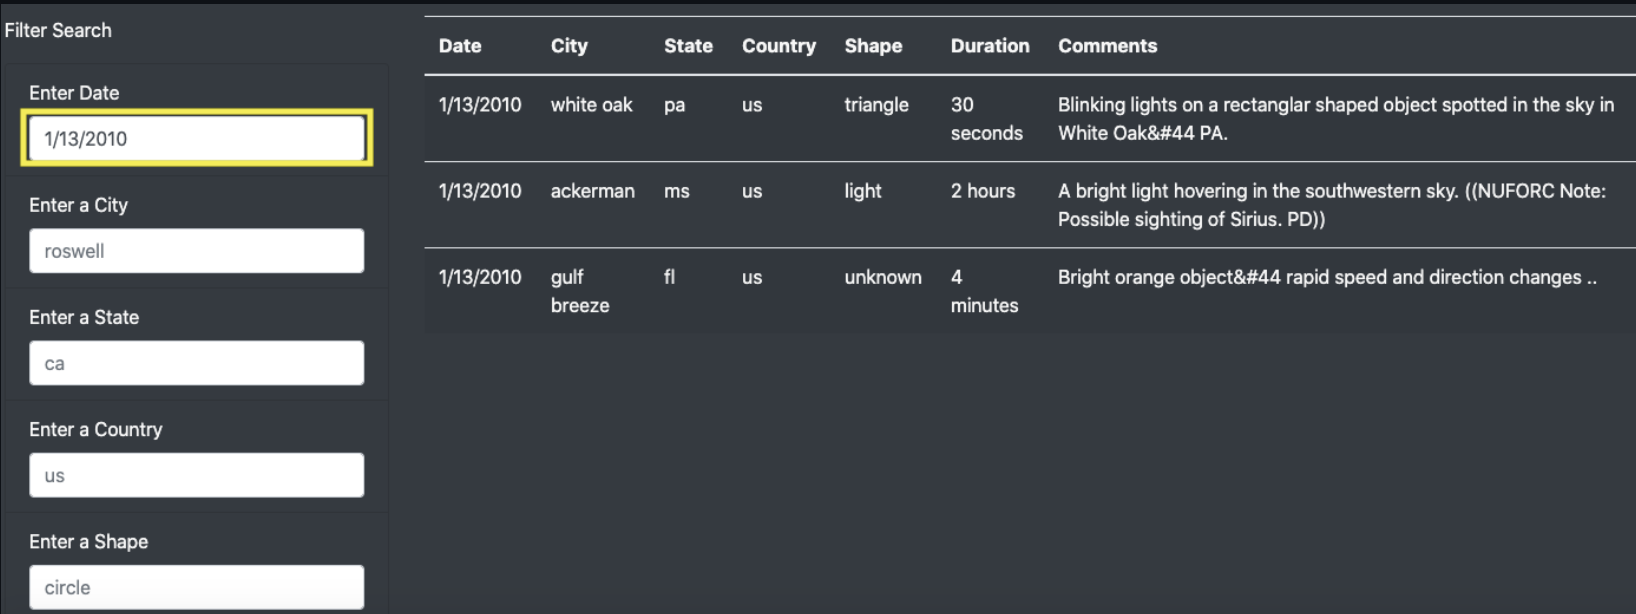 Filter Search
Enter Date
1/13/2010
Enter a City
roswell
Enter a State
ca
Enter a Country
us
Enter a Shape
circle
Date City State Country Shape Duration Comments
1/13/2010 white oak pa us triangle 30 Blinking lights on a rectanglar shaped object spotted in the sky in
seconds White Oak&#44 PA.
1/13/2010 ackerman ms us light 2 hours A bright light hovering in the southwestern sky. ((NUFORC Note:
Possible sighting of Sirius. PD))
1/13/2010 gulf fl us unknown 4 Bright orange object&#44 rapid speed and direction changes ..
breeze minutes